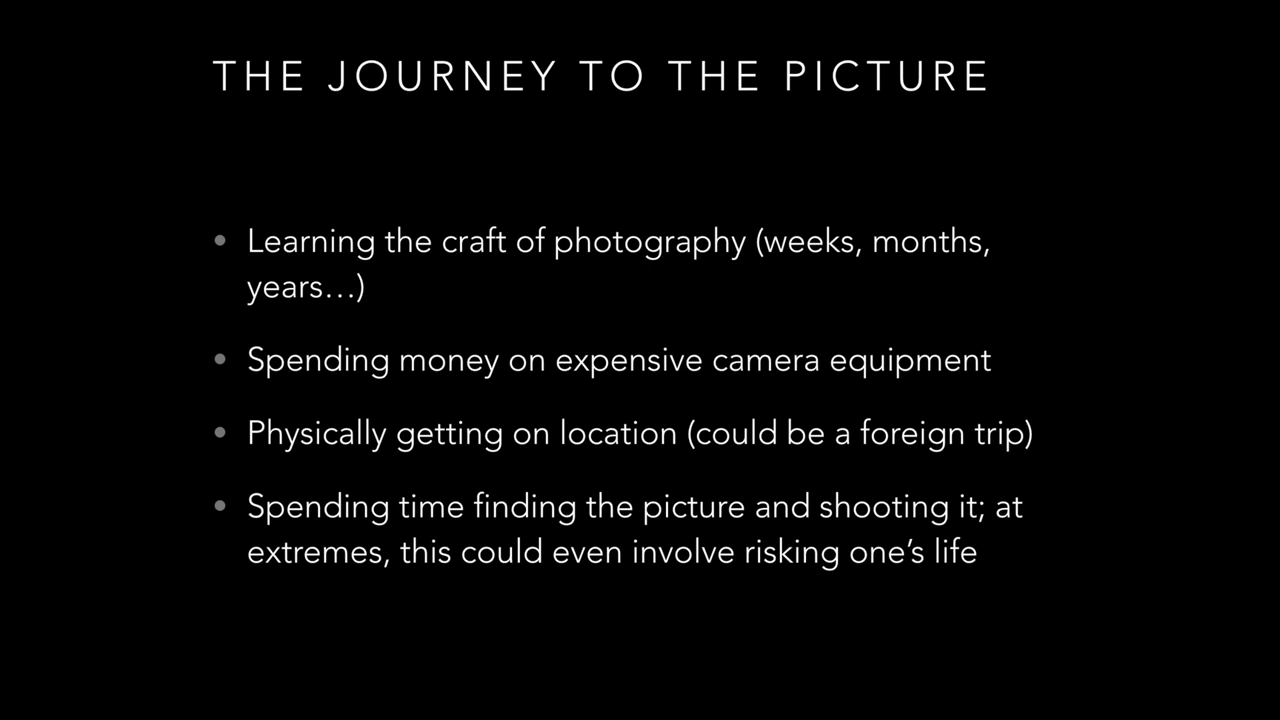 THE JOURNEY TO THE PICTURE
• Learning the craft of photography (weeks, months,
years…)
• Spending money on expensive camera equipment
• Physically getting on location (could be a foreign trip)
• Spending time finding the picture and shooting it; at
extremes, this could even involve risking one’s life